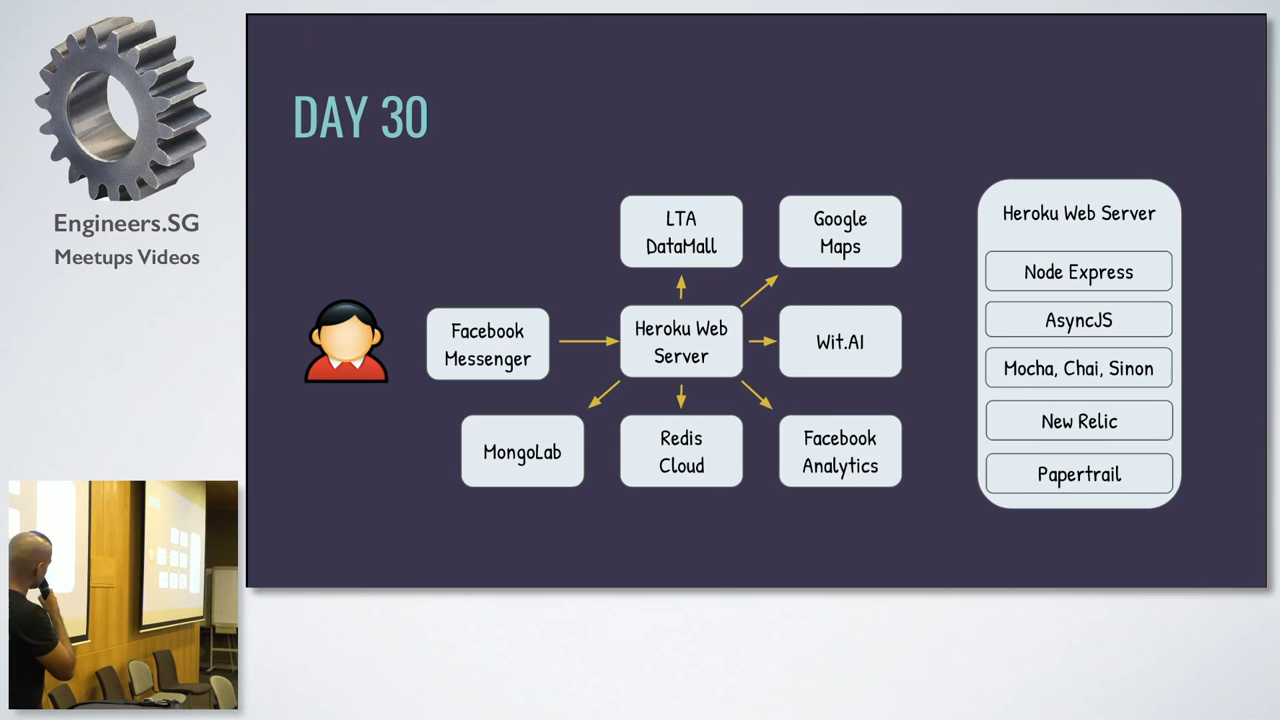 Engineers.SG
Meetups Videos
DAY 30
LTA
DataMall
Google
Maps
Facebook
Messenger
Heroku Web
Server
Wit.AI
MongoLab
Redis
Cloud
Facebook
Analytics
Heroku Web Server
Node Express
AsyncJS
Mocha, Chai, Sinon
New Relic
Papertrail